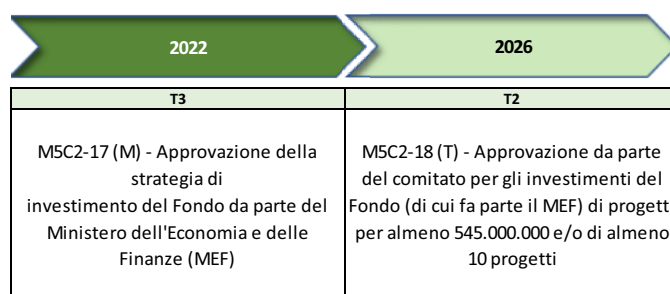 2022
2026
T3
T2
M5C2-17 (M) - Approvazione della
strategia di
investimento del Fondo da parte del
Ministero dell'Economia e delle
Finanze (MEF)
M5C2-18 (T) - Approvazione da parte
del comitato per gli investimenti del
Fondo (di cui fa parte il MEF) di progett
per almeno 545.000.000 e/o di almeno
10 progetti